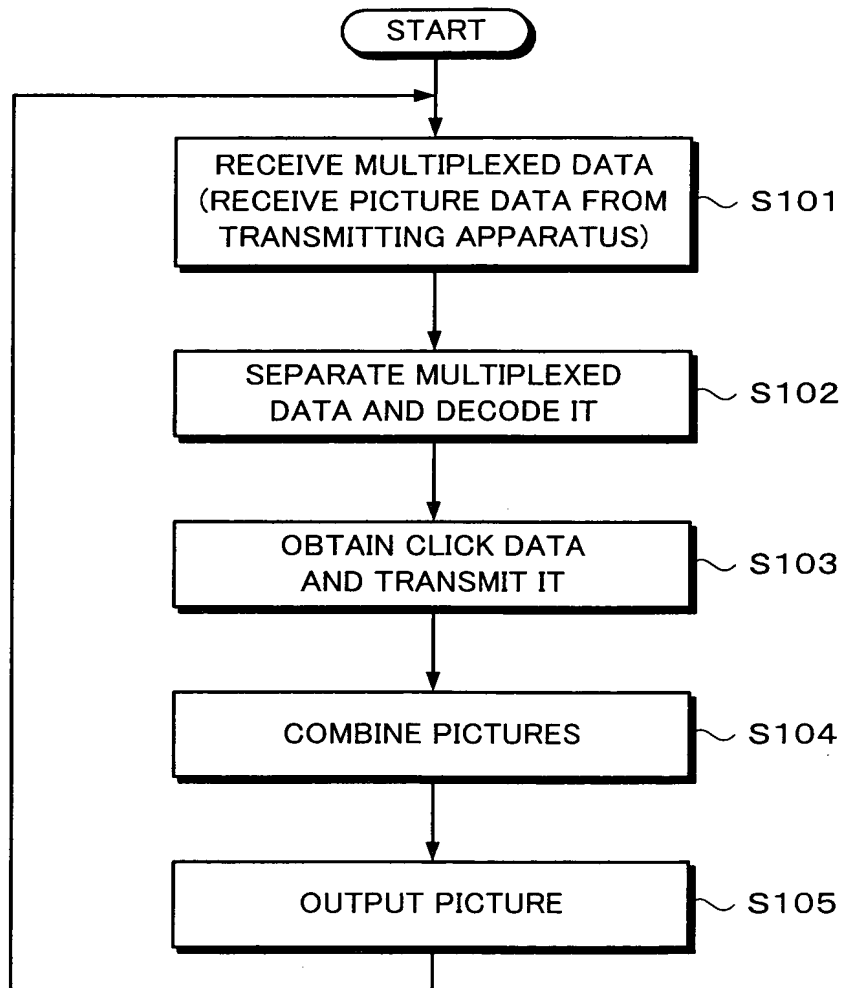 START
RECEIVE MULTIPLEXED DATA
(RECEIVE PICTURE DATA FROM
TRANSMITTING APPARATUS)
S101
SEPARATE MULTIPLEXED
DATA AND DECODE IT
S102
OBTAIN CLICK DATA
AND TRANSMIT IT
S103
COMBINE PICTURES
S104
OUTPUT PICTURE
S105